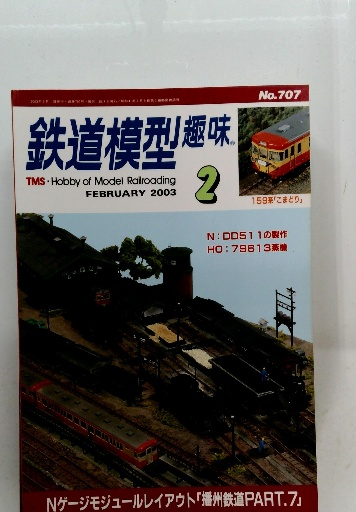 No.707
鉄道模型趣味
TMS・Hobby of Model Railroading
FEBRUARY 2003
2
159系「こまどり」
N：DD511の製作
HO：79613蒸機
Nゲージモジュールレイアウト「播州鉄道PART.7」